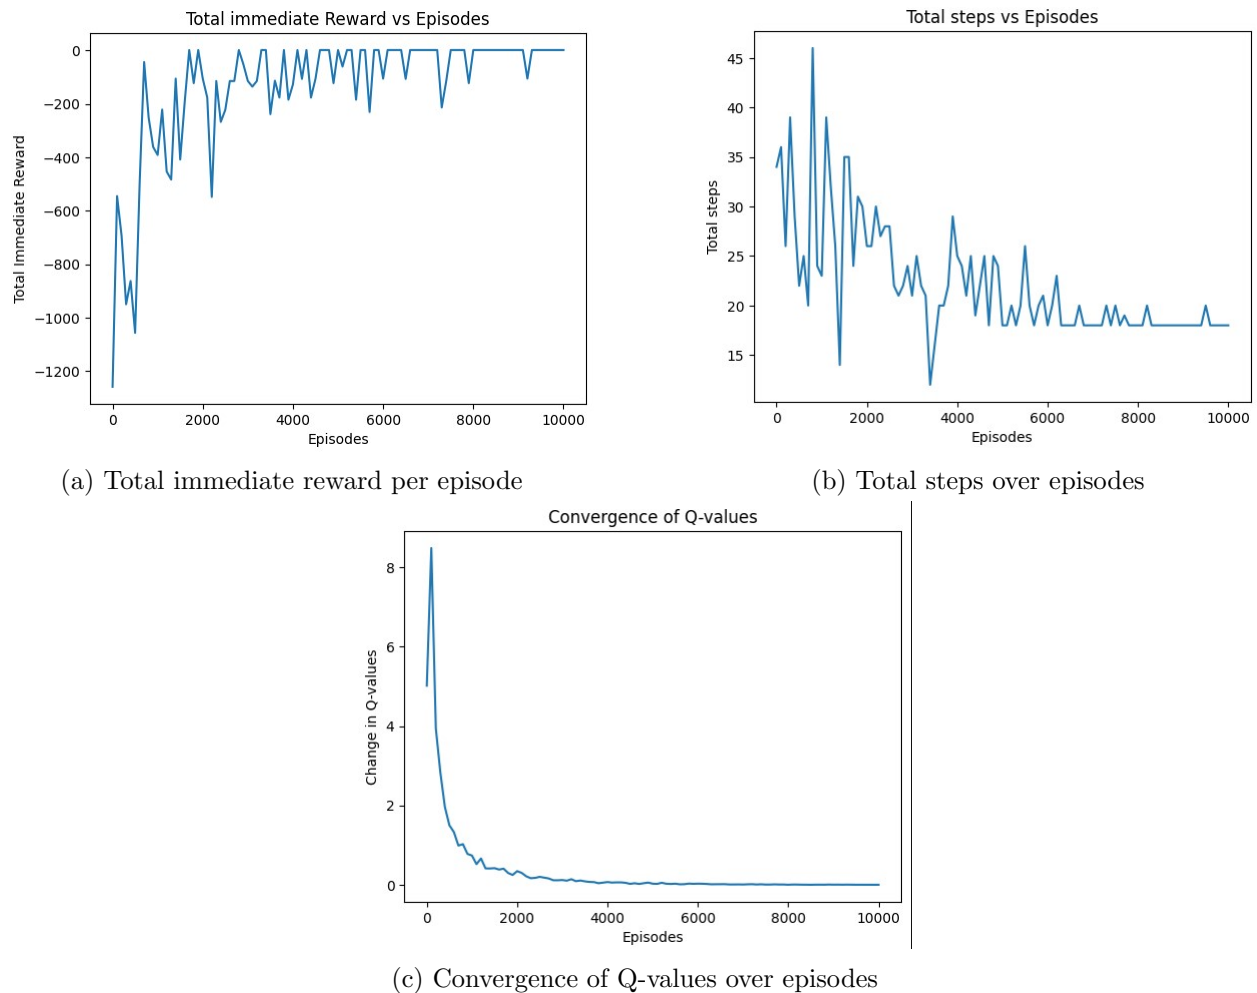 Total immediate Reward vs Episodes
Total Immediate Reward
0
−200
−400
−600
−800
−1000
−1200
0 2000 4000 6000 8000 10000
Episodes
(a) Total immediate reward per episode
Total steps vs Episodes
Total steps
45
40
35
30
25
20
15
0 2000 4000 6000 8000 10000
Episodes
(b) Total steps over episodes
Convergence of Q-values
Change in Q-values
8
6
4
2
0
0 2000 4000 6000 8000 10000
Episodes
(c) Convergence of Q-values over episodes